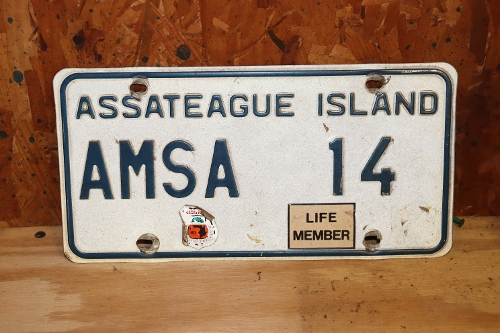 ASSATEAGUE ISLAND
AMSA 14
LIFE
MEMBER